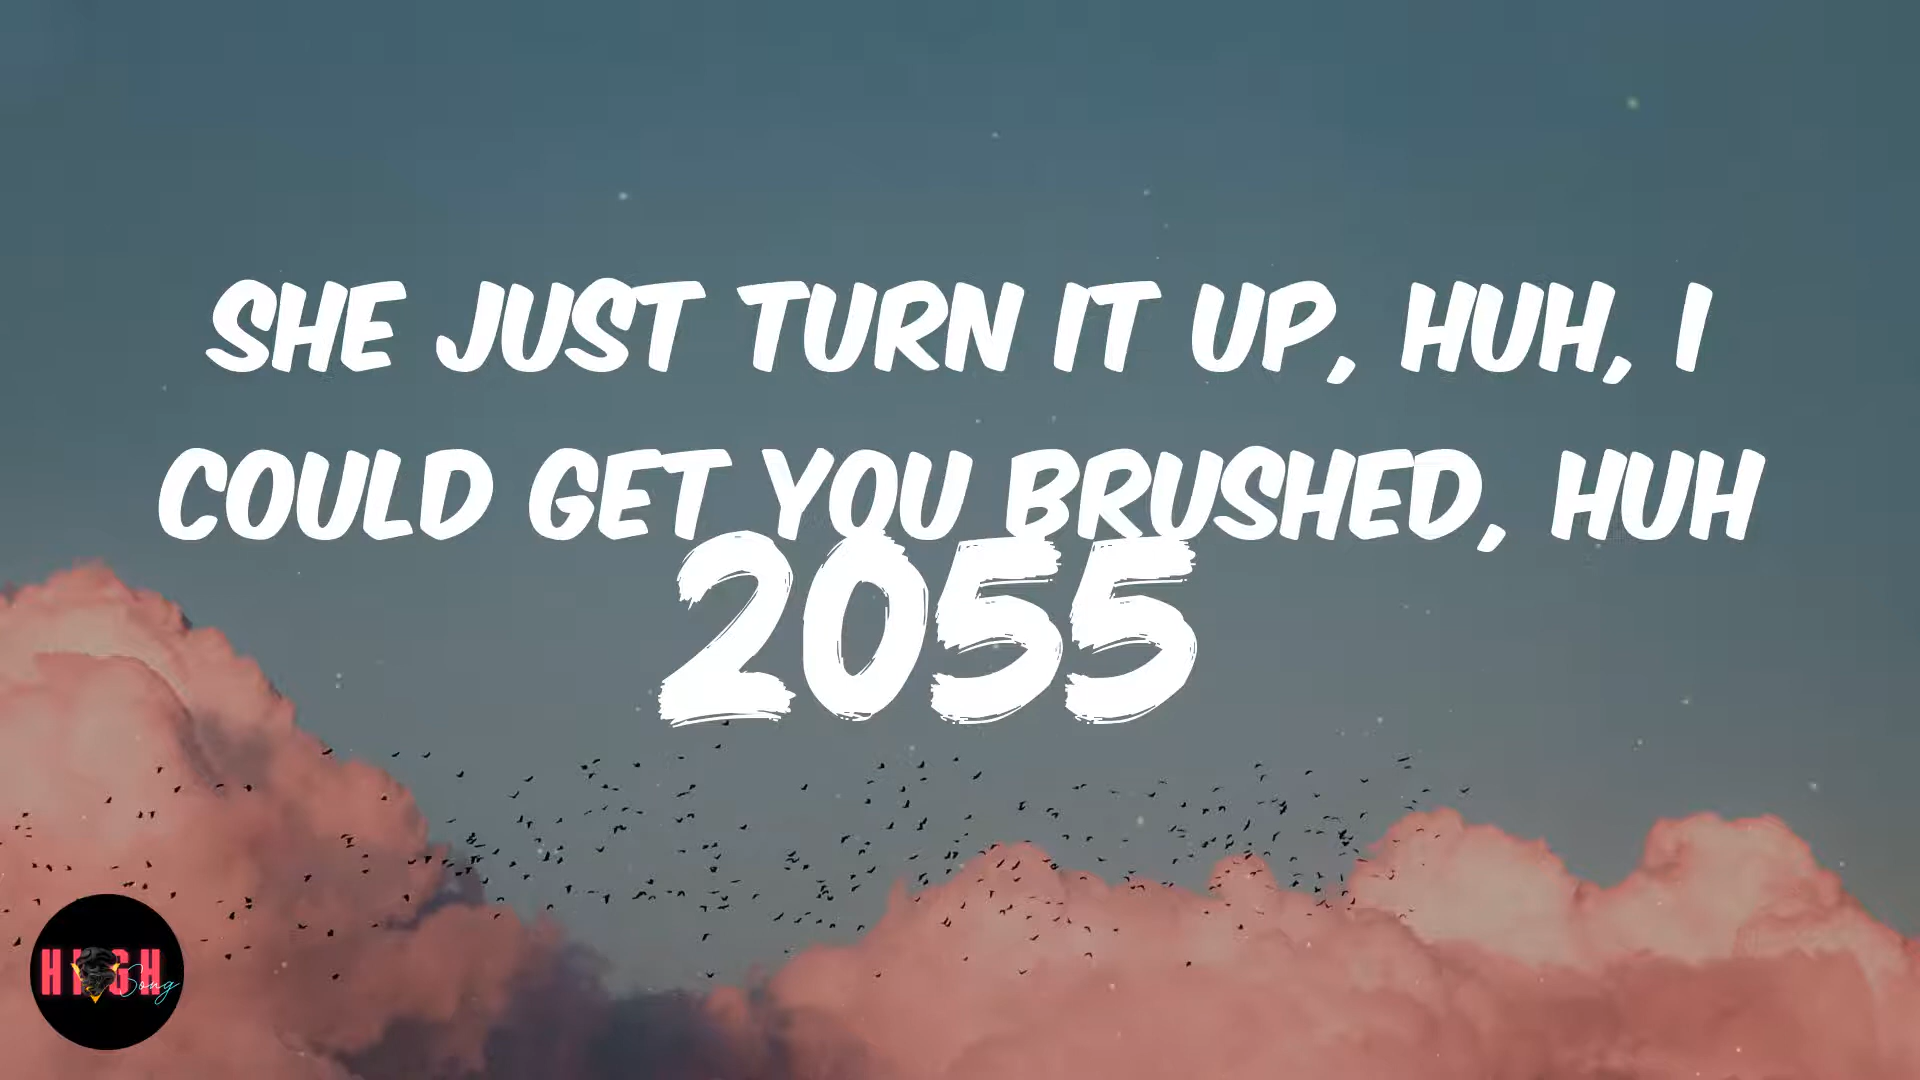 SHE JUST TURN IT UP, HUH, I
COULD GET YOU BRUSHED, HUH
2055
HIGH
Song